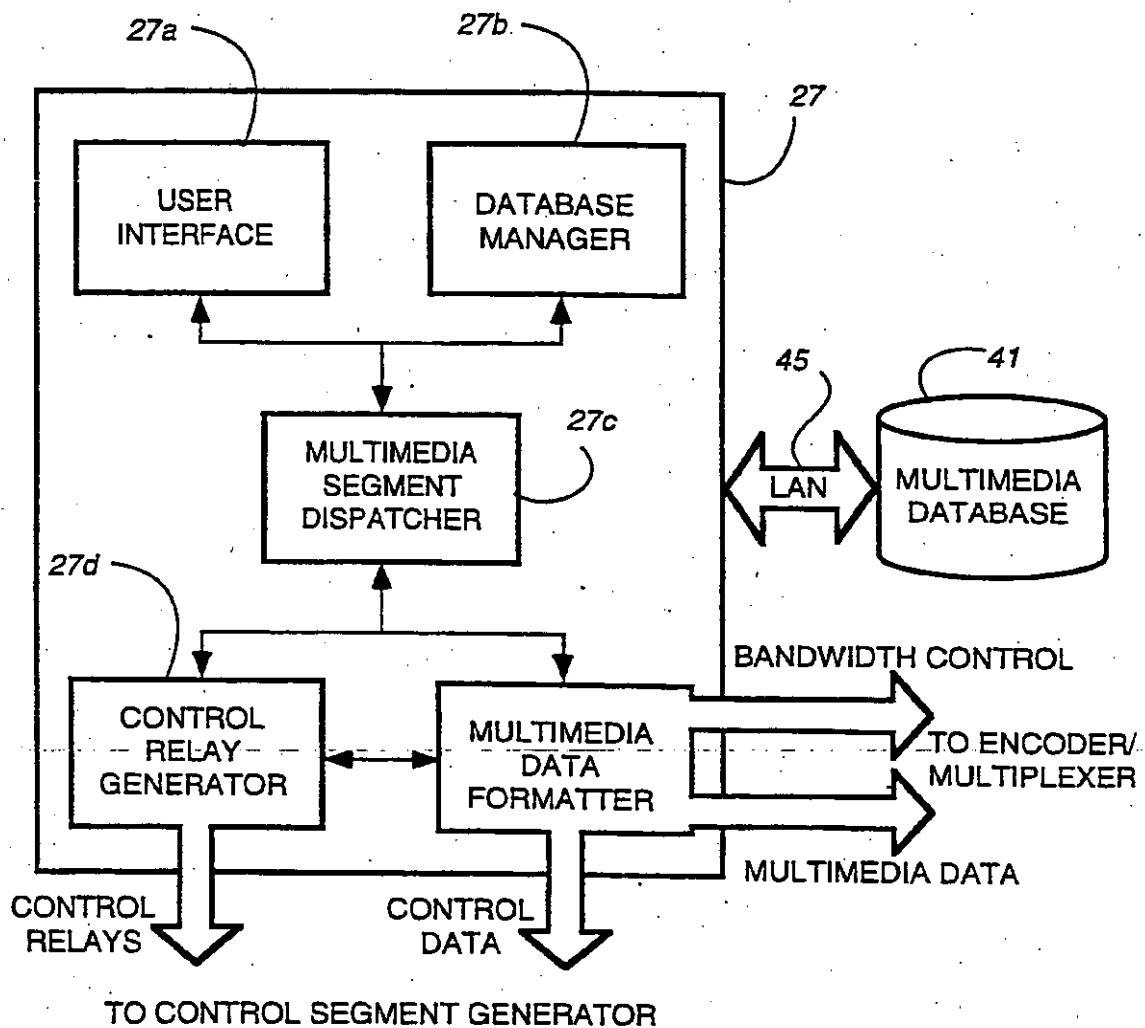 27a
27b
27
USER
INTERFACE
DATABASE
MANAGER
45
41
27c
MULTIMEDIA
SEGMENT
DISPATCHER
LAN
MULTIMEDIA
DATABASE
27d
BANDWIDTH CONTROL
CONTROL
RELAY
GENERATOR
MULTIMEDIA
DATA
FORMATTER
TO ENCODER/
MULTIPLEXER
MULTIMEDIA DATA
CONTROL
RELAYS
CONTROL
DATA
TO CONTROL SEGMENT GENERATOR